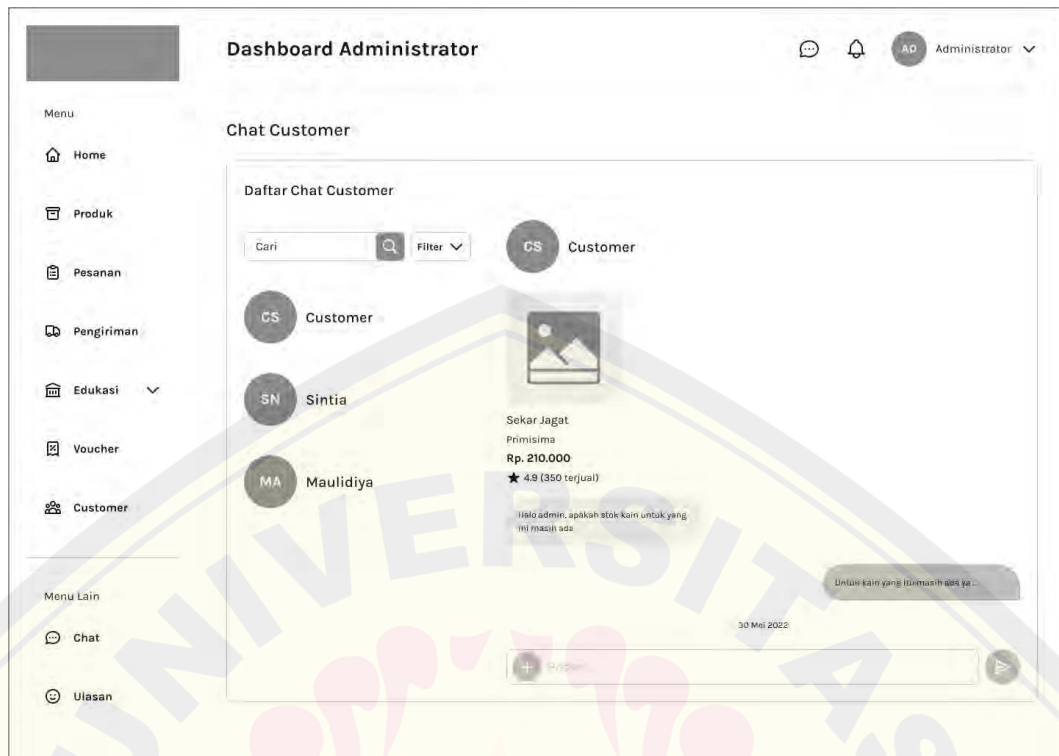 Dashboard Administrator
AD
Administrator
Menu
Home
Produk
Pesanan
Pengiriman
Edukasi
Voucher
Customer
Menu Lain
Chat
Ulasan
Chat Customer
Daftar Chat Customer
Cari
Filter
CS Customer
SN Sintia
MA Maulidiya
CS Customer
Sekar Jagat
Primisima
Rp. 210.000
4.9 (350 terjual)
Halo admin, apakah stok kain untuk yang
ini masih ada
Untuk kain yang itu masih ada ya..
30 Mei 2022
UNIVERSITAS